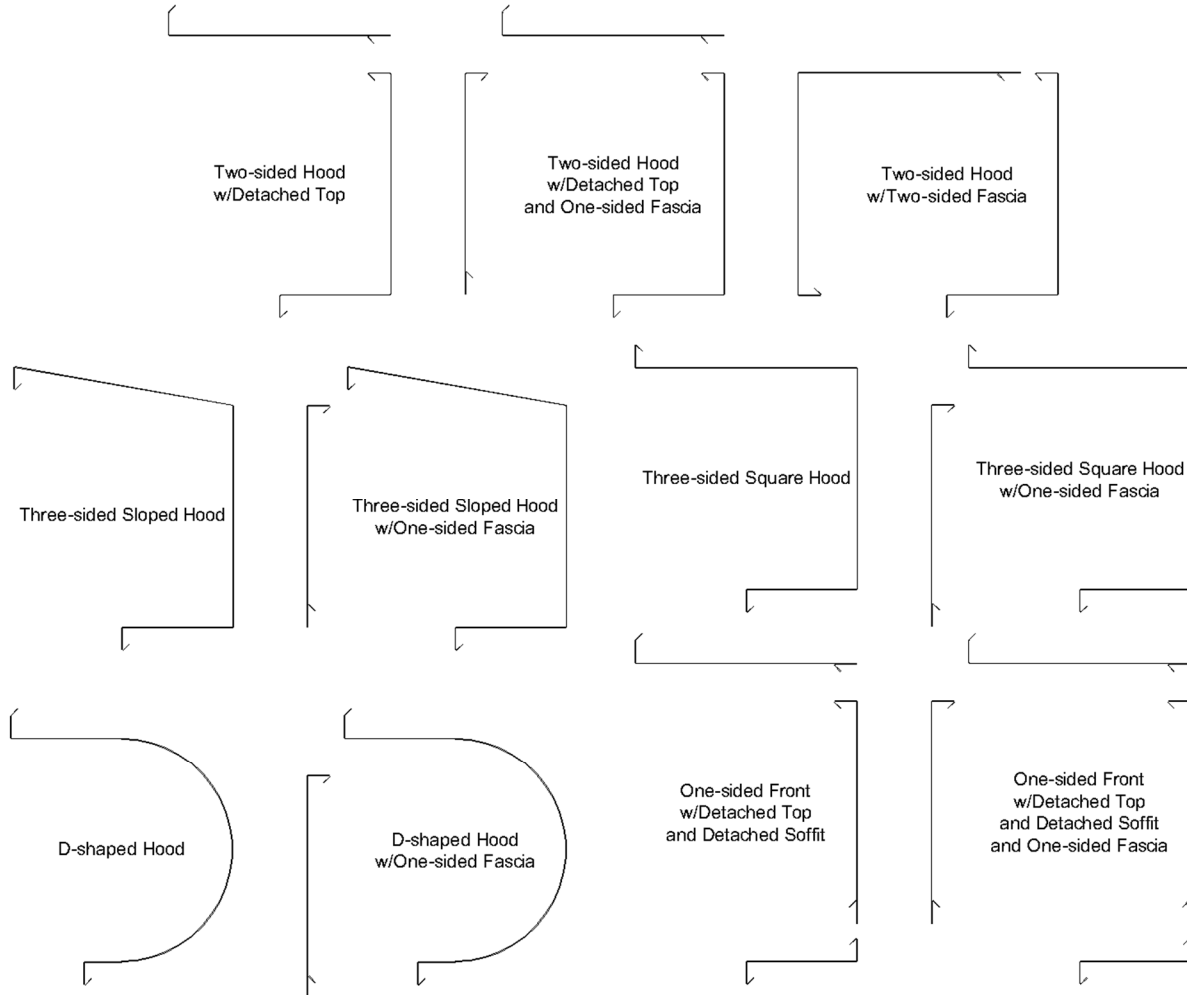 Two-sided Hood
w/Detached Top
Two-sided Hood
w/Detached Top
and One-sided Fascia
Two-sided Hood
w/Two-sided Fascia
Three-sided Sloped Hood
Three-sided Sloped Hood
w/One-sided Fascia
Three-sided Square Hood
Three-sided Square Hood
w/One-sided Fascia
D-shaped Hood
D-shaped Hood
w/One-sided Fascia
One-sided Front
w/Detached Top
and Detached Soffit
One-sided Front
w/Detached Top
and Detached Soffit
and One-sided Fascia